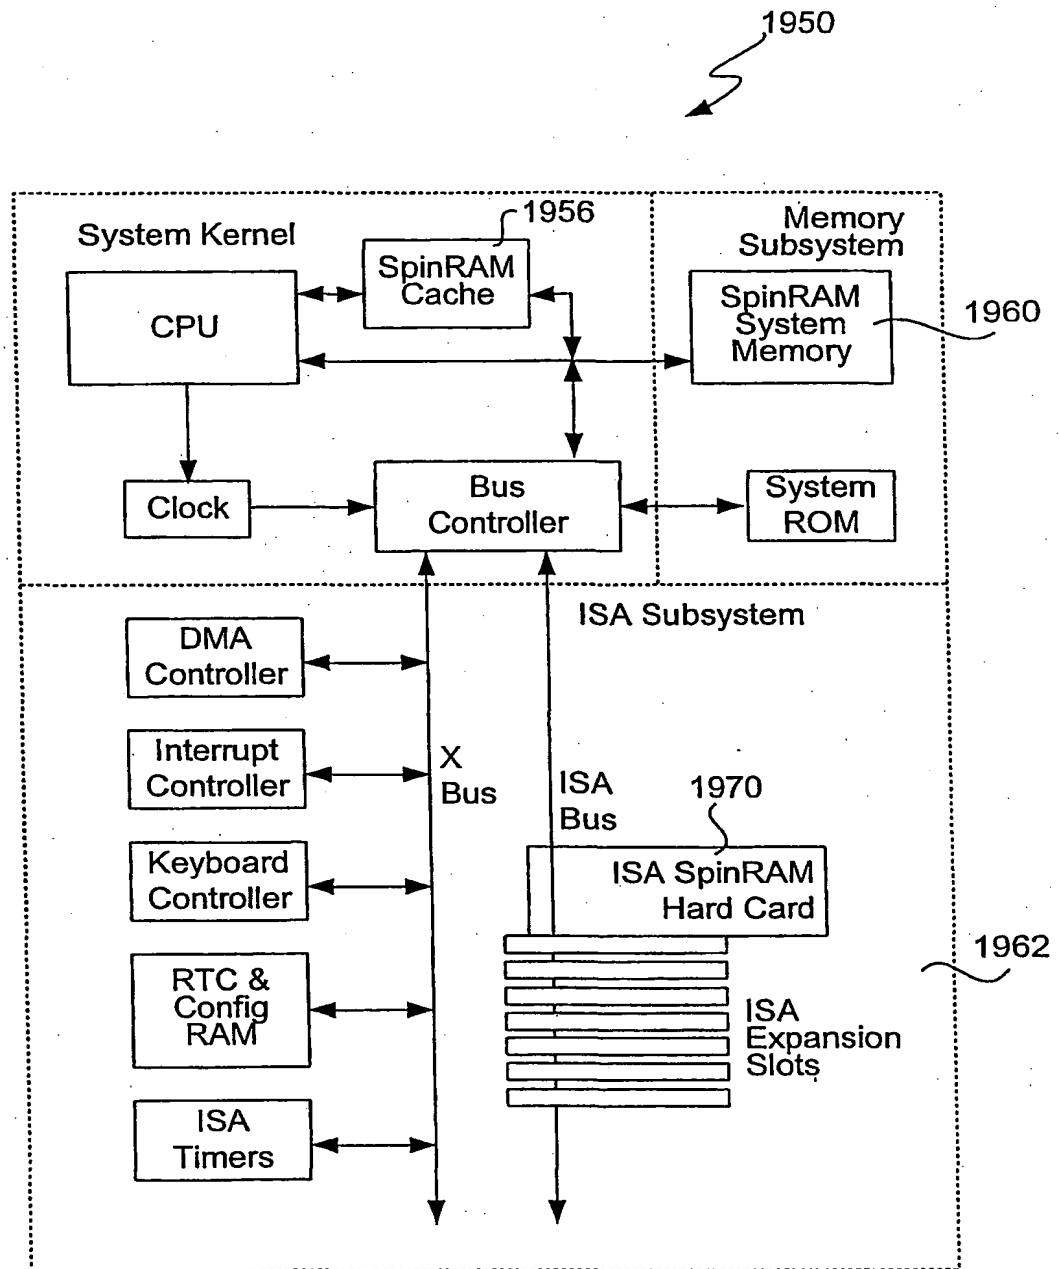 1950
System Kernel
1956
SpinRAM
Cache
Memory
Subsystem
CPU
SpinRAM
System
Memory
1960
Clock
Bus
Controller
System
ROM
ISA Subsystem
DMA
Controller
Interrupt
Controller
X
Bus
ISA
Bus
1970
Keyboard
Controller
ISA SpinRAM
Hard Card
1962
RTC &
Config
RAM
ISA
Expansion
Slots
ISA
Timers